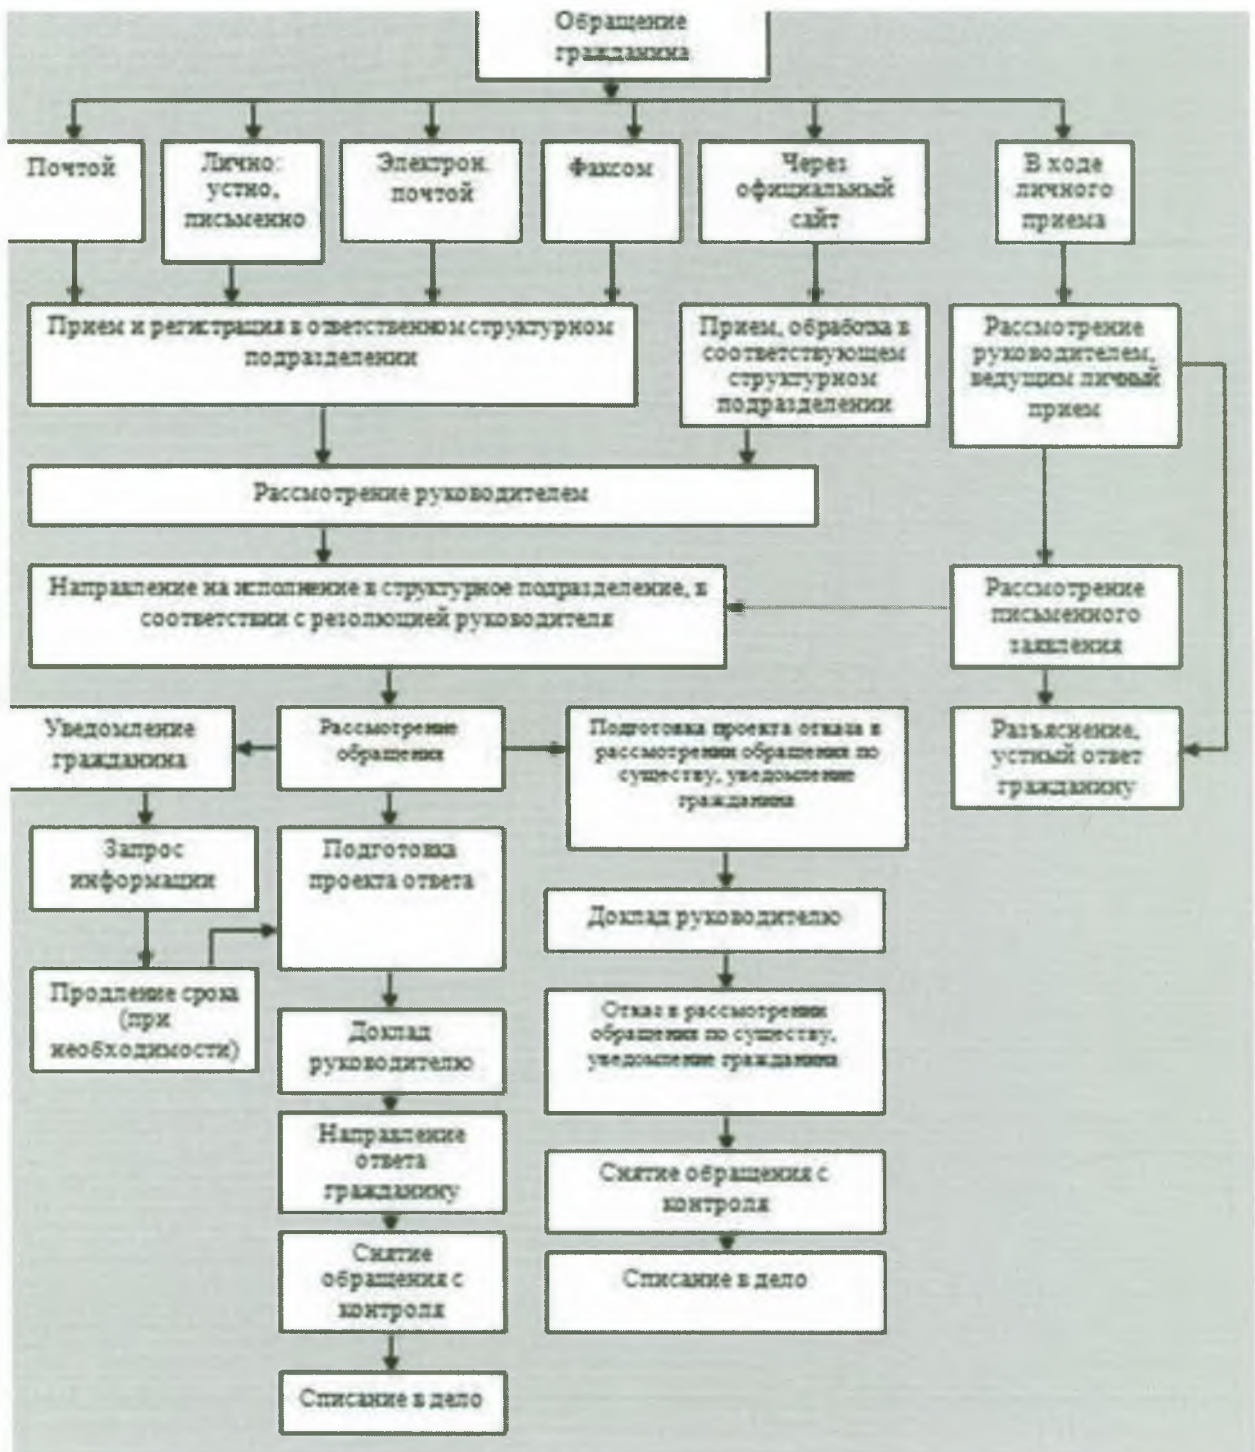 Обращение
гражданина
Почтой
Лично:
устно,
письменно
Электрон.
почтой
Факсом
Через
официальный
сайт
В ходе
личного
приема
Прием и регистрация в ответственном структурном
подразделении
Прием, обработка в
соответствующем
структурном
подразделении
Рассмотрение
руководителем,
ведущим личный
прием
Рассмотрение руководителем
Направление на исполнение в структурное подразделение, в
соответствии с резолюцией руководителя
Рассмотрение
письменного
заявления
Уведомление
гражданина
Рассмотрение
обращения
Подготовка проекта отказа в
рассмотрении обращения по
существу, уведомление
гражданина
Разъяснение,
устный ответ
гражданину
Запрос
информации
Подготовка
проекта ответа
Доклад руководителю
Продление срока
(при
необходимости)
Доклад
руководителю
Отказ в рассмотрении
обращения по существу,
уведомление гражданина
Направление
ответа
гражданину
Снятие обращения с
контроля
Снятие
обращения с
контроля
Списание в дело
Списание в дело